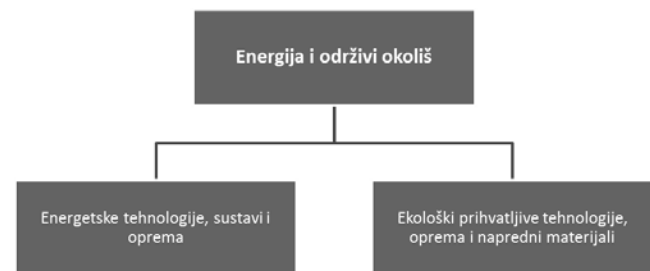 Energija i održivi okoliš
Energetske tehnologije, sustavi i
oprema
Ekološki prihvatljive tehnologije,
oprema i napredni materijali